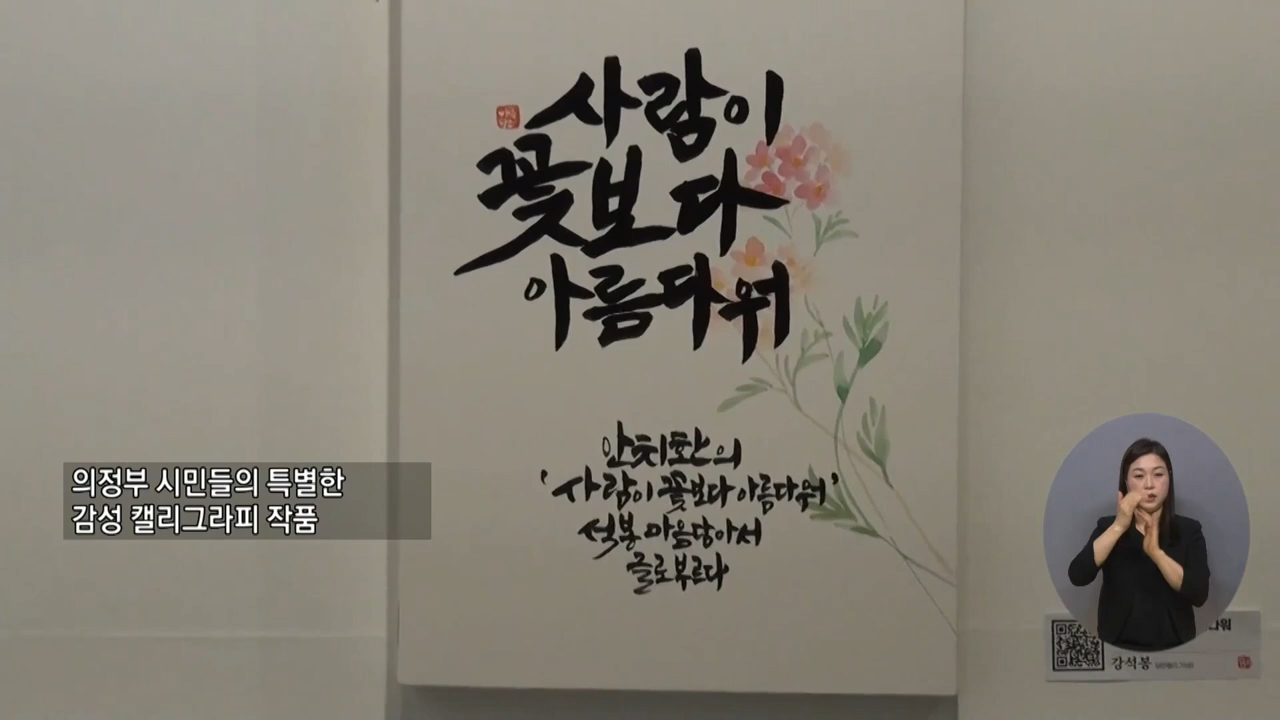 사람이
꽃보다
아름다워
안치환의
'사람이 꽃보다 아름다워'
석봉 마음담아서
글로부르다
의정부 시민들의 특별한
감성 캘리그라피 작품
강석봉